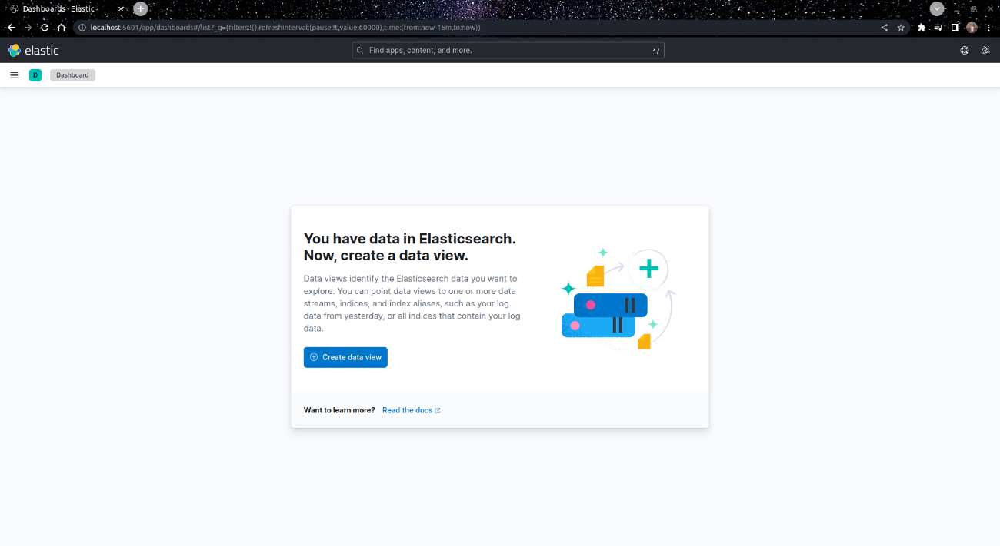 Dashboards - Elastic
localhost:5601/app/dashboards#/list?_g=(filters:!(),refreshInterval:(pause:!t,value:60000),time:(from:now-15m,to:now))
elastic
Find apps, content, and more.
^/
D
Dashboard
You have data in Elasticsearch.
Now, create a data view.
Data views identify the Elasticsearch data you want to
explore. You can point data views to one or more data
streams, indices, and index aliases, such as your log
data from yesterday, or all indices that contain your log
data.
Create data view
Want to learn more? Read the docs